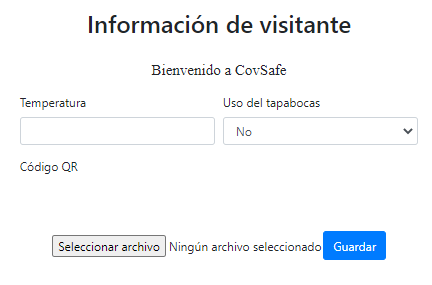 Información de visitante
Bienvenido a CovSafe
Temperatura Uso del tapabocas
No
Código QR
Seleccionar archivo Ningún archivo seleccionado Guardar